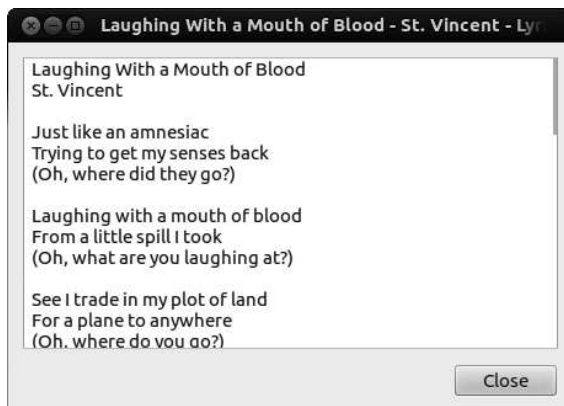 Laughing With a Mouth of Blood - St. Vincent - Lyr
Laughing With a Mouth of Blood
St. Vincent
Just like an amnesiac
Trying to get my senses back
(Oh, where did they go?)
Laughing with a mouth of blood
From a little spill I took
(Oh, what are you laughing at?)
See I trade in my plot of land
For a plane to anywhere
(Oh, where do you go?)
Close